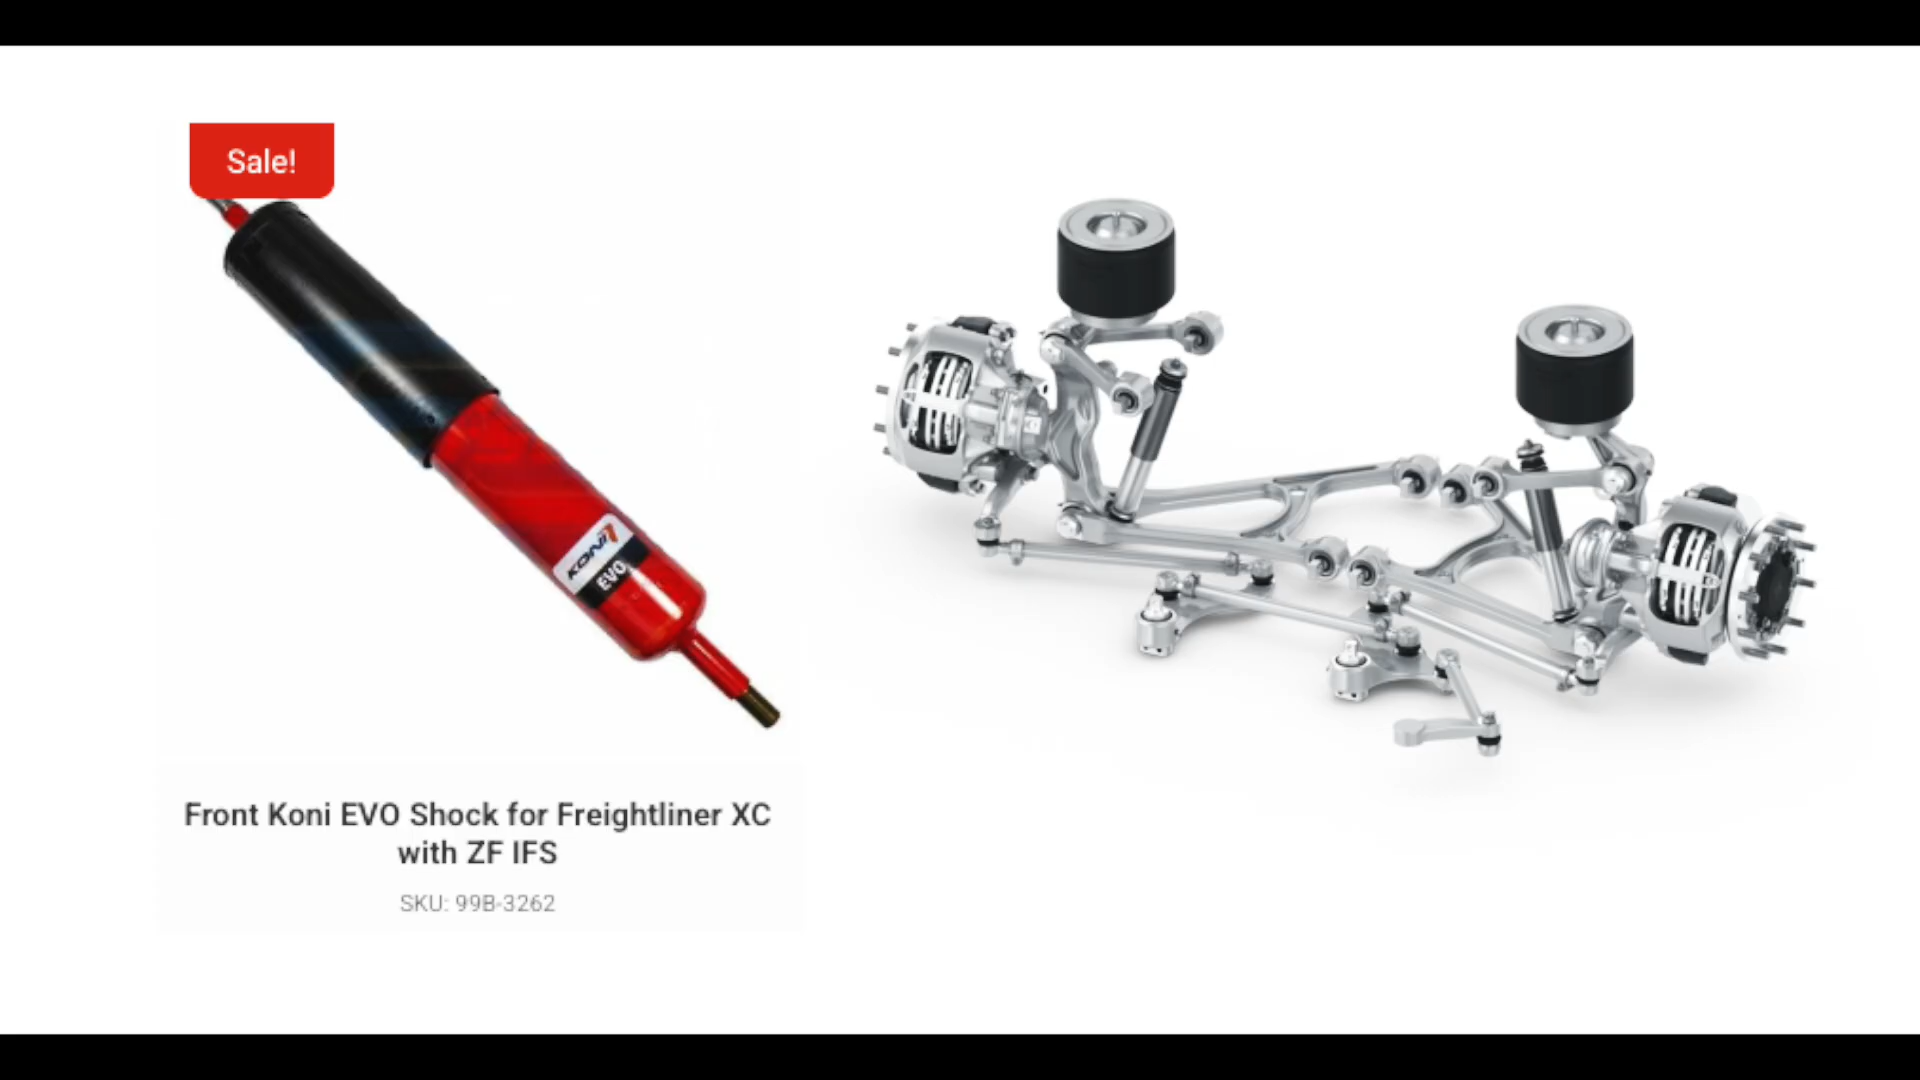 Sale!
KONI
EVO
Front Koni EVO Shock for Freightliner XC
with ZF IFS
SKU: 99B-3262